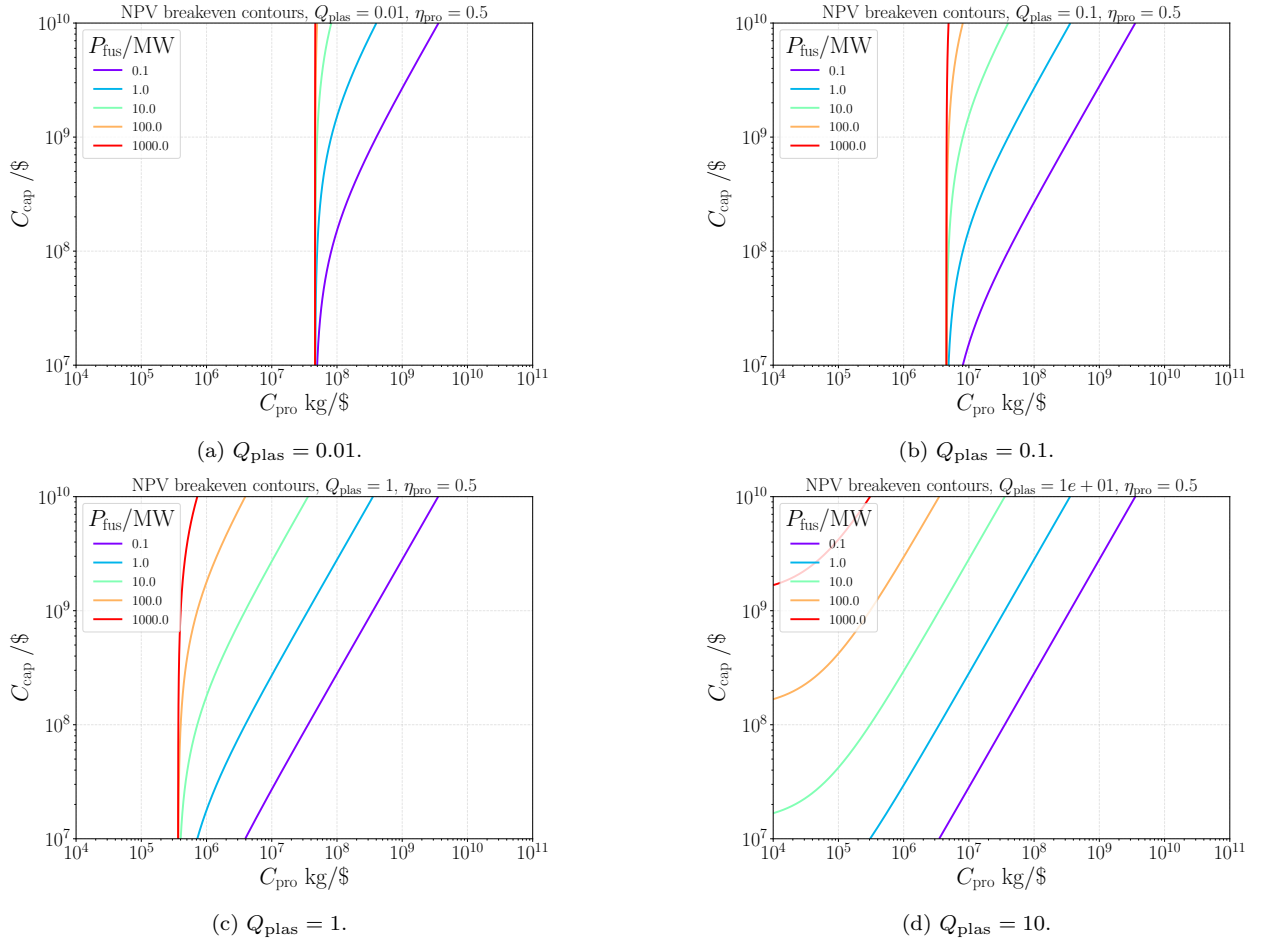 NPV breakeven contours, Q_plas = 0.01, η_pro = 0.5
P_fus/MW
0.1
1.0
10.0
100.0
1000.0
C_cap /$
10^10
10^9
10^8
10^7
10^4 10^5 10^6 10^7 10^8 10^9 10^10 10^11
C_pro kg/$
(a) Q_plas = 0.01.
NPV breakeven contours, Q_plas = 0.1, η_pro = 0.5
P_fus/MW
0.1
1.0
10.0
100.0
1000.0
C_cap /$
10^10
10^9
10^8
10^7
10^4 10^5 10^6 10^7 10^8 10^9 10^10 10^11
C_pro kg/$
(b) Q_plas = 0.1.
NPV breakeven contours, Q_plas = 1, η_pro = 0.5
P_fus/MW
0.1
1.0
10.0
100.0
1000.0
C_cap /$
10^10
10^9
10^8
10^7
10^4 10^5 10^6 10^7 10^8 10^9 10^10 10^11
C_pro kg/$
(c) Q_plas = 1.
NPV breakeven contours, Q_plas = 1e + 01, η_pro = 0.5
P_fus/MW
0.1
1.0
10.0
100.0
1000.0
C_cap /$
10^10
10^9
10^8
10^7
10^4 10^5 10^6 10^7 10^8 10^9 10^10 10^11
C_pro kg/$
(d) Q_plas = 10.